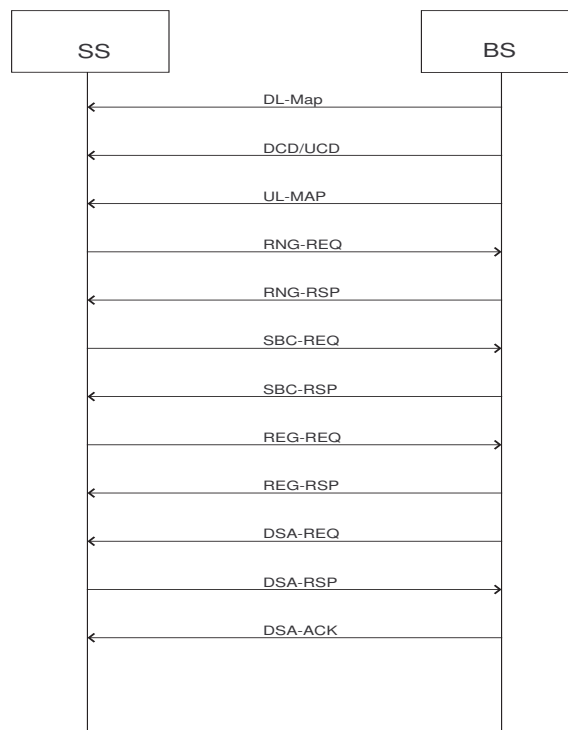 SS
BS
DL-Map
DCD/UCD
UL-MAP
RNG-REQ
RNG-RSP
SBC-REQ
SBC-RSP
REG-REQ
REG-RSP
DSA-REQ
DSA-RSP
DSA-ACK